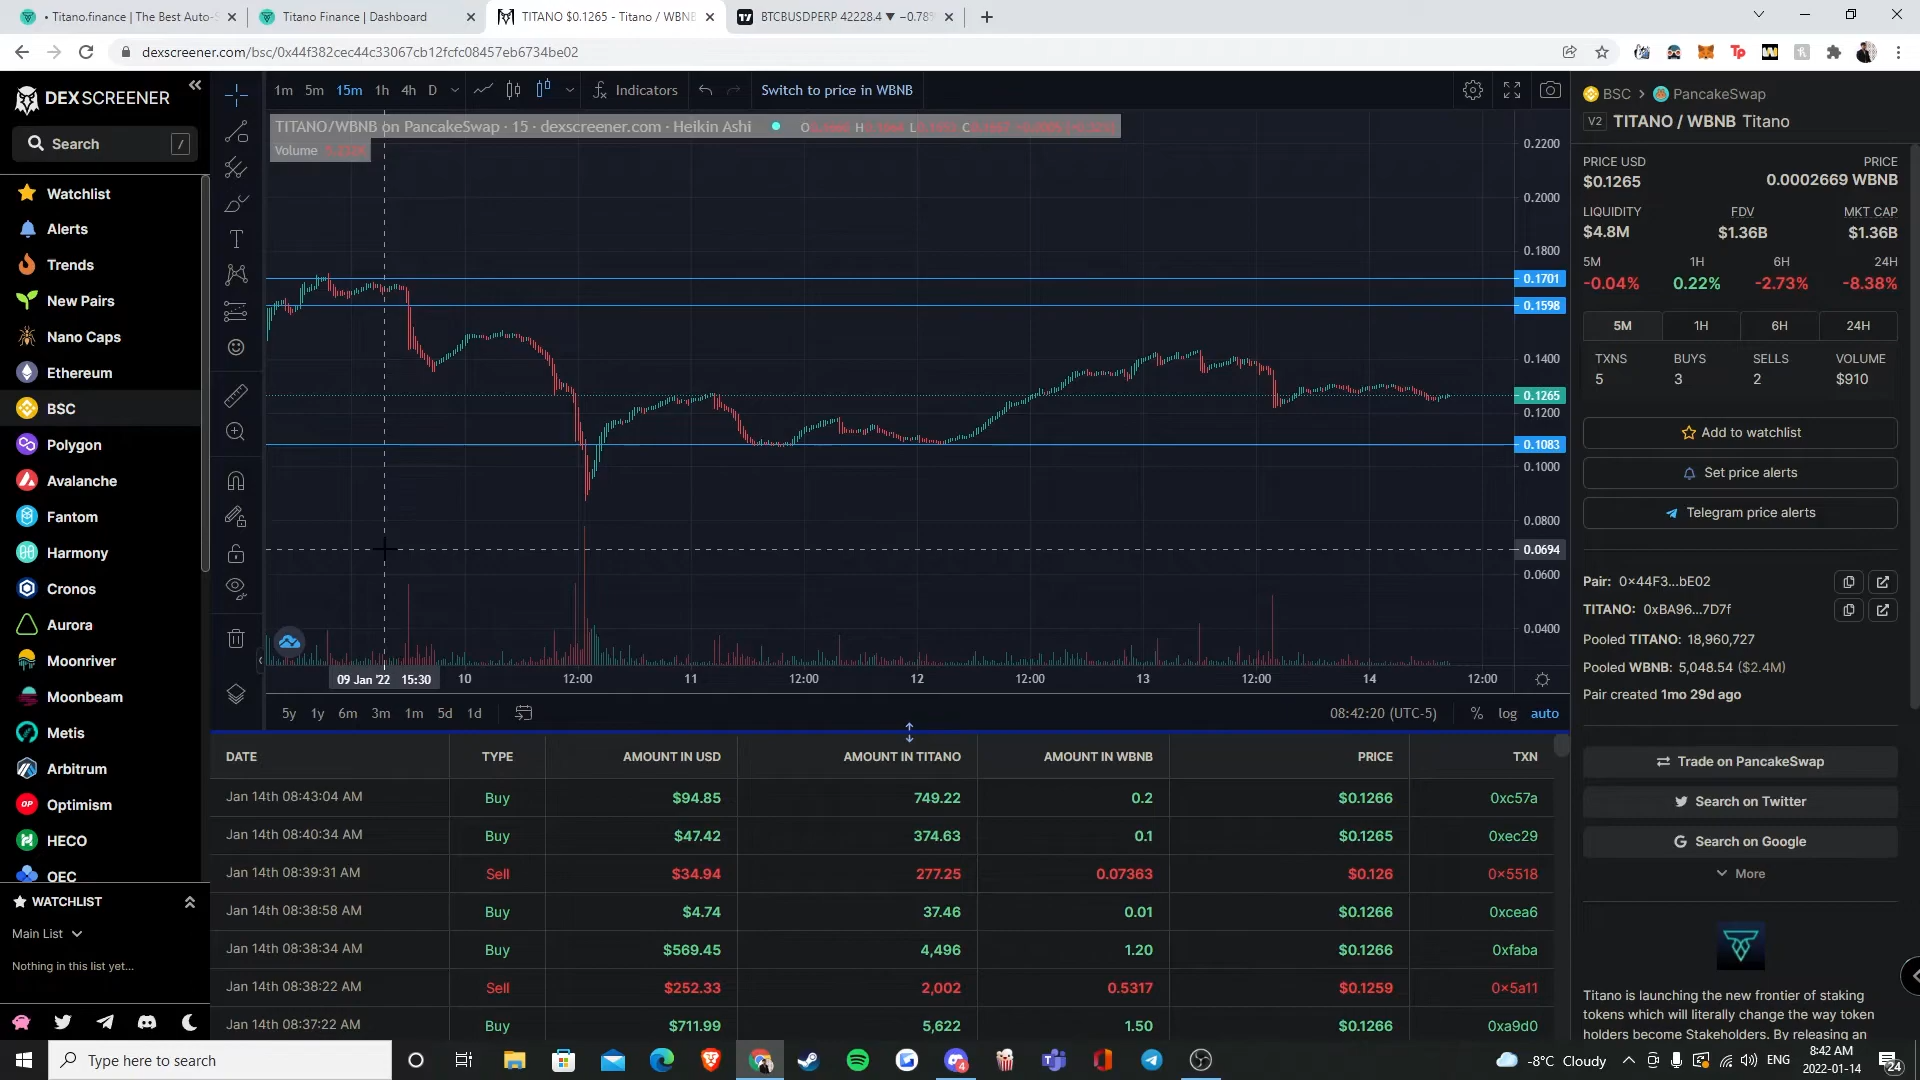 • Titano.finance | The Best Auto-S
Titano Finance | Dashboard
TITANO $0.1265 - Titano / WBNB
BTCBUSDPERP 42228.4 ▼ −0.78%
dexscreener.com/bsc/0x44f382cec44c33067cb12fcfc08457eb6734be02
DEXSCREENER
Search /
Watchlist
Alerts
Trends
New Pairs
Nano Caps
Ethereum
BSC
Polygon
Avalanche
Fantom
Harmony
Cronos
Aurora
Moonriver
Moonbeam
Metis
Arbitrum
Optimism
HECO
OEC
WATCHLIST
Main List
Nothing in this list yet...
1m 5m 15m 1h 4h D Indicators Switch to price in WBNB
TITANO/WBNB on PancakeSwap · 15 · dexscreener.com · Heikin Ashi
Volume
0.2200
0.2000
0.1800
0.1701
0.1598
0.1400
0.1265
0.1200
0.1083
0.1000
0.0800
0.0694
0.0600
0.0400
09 Jan '22 15:30 10 12:00 11 12:00 12 12:00 13 12:00 14 12:00
5y 1y 6m 3m 1m 5d 1d 08:42:20 (UTC-5) % log auto
DATE TYPE AMOUNT IN USD AMOUNT IN TITANO AMOUNT IN WBNB PRICE TXN
Jan 14th 08:43:04 AM Buy $94.85 749.22 0.2 $0.1266 0xc57a
Jan 14th 08:40:34 AM Buy $47.42 374.63 0.1 $0.1265 0xec29
Jan 14th 08:39:31 AM Sell $34.94 277.25 0.07363 $0.126 0x5518
Jan 14th 08:38:58 AM Buy $4.74 37.46 0.01 $0.1266 0xcea6
Jan 14th 08:38:34 AM Buy $569.45 4,496 1.20 $0.1266 0xfaba
Jan 14th 08:38:22 AM Sell $252.33 2,002 0.5317 $0.1259 0x5a11
Jan 14th 08:37:22 AM Buy $711.99 5,622 1.50 $0.1266 0xa9d0
BSC > PancakeSwap
V2 TITANO / WBNB Titano
PRICE USD PRICE
$0.1265 0.0002669 WBNB
LIQUIDITY FDV MKT CAP
$4.8M $1.36B $1.36B
5M 1H 6H 24H
-0.04% 0.22% -2.73% -8.38%
5M 1H 6H 24H
TXNS BUYS SELLS VOLUME
5 3 2 $910
Add to watchlist
Set price alerts
Telegram price alerts
Pair: 0×44F3...bE02
TITANO: 0xBA96...7D7f
Pooled TITANO: 18,960,727
Pooled WBNB: 5,048.54 ($2.4M)
Pair created 1mo 29d ago
Trade on PancakeSwap
Search on Twitter
Search on Google
More
Titano is launching the new frontier of staking
tokens which will literally change the way token
holders become Stakeholders. By releasing an
Type here to search
4
-8°C Cloudy ENG 8:42 AM
2022-01-14
24